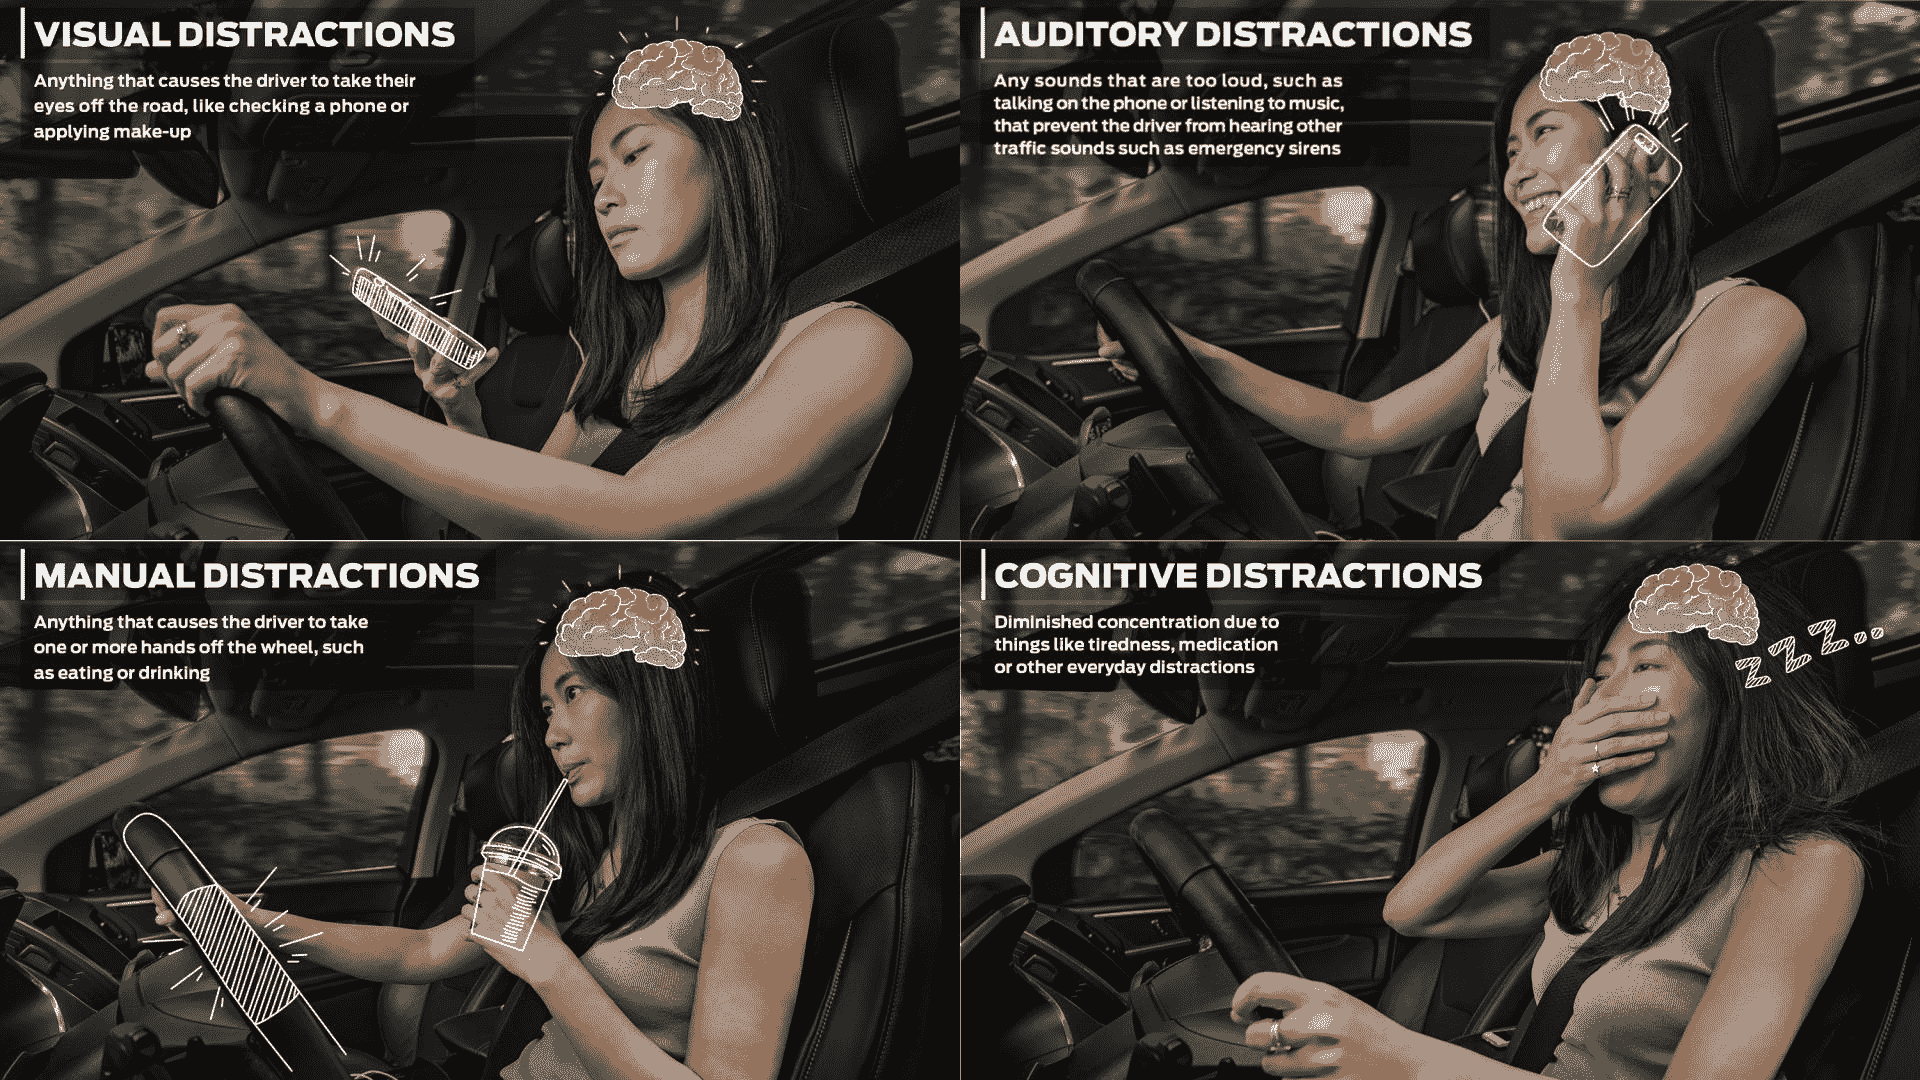 VISUAL DISTRACTIONS
Anything that causes the driver to take their
eyes off the road, like checking a phone or
applying make-up
AUDITORY DISTRACTIONS
Any sounds that are too loud, such as
talking on the phone or listening to music,
that prevent the driver from hearing other
traffic sounds such as emergency sirens
MANUAL DISTRACTIONS
Anything that causes the driver to take
one or more hands off the wheel, such
as eating or drinking
COGNITIVE DISTRACTIONS
Diminished concentration due to
things like tiredness, medication
or other everyday distractions
ZZZ..